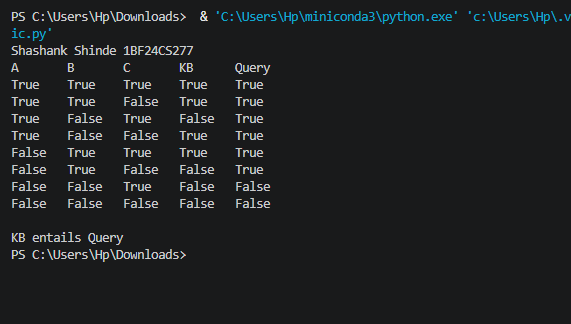 PS C:\Users\Hp\Downloads>  & 'C:\Users\Hp\miniconda3\python.exe' 'c:\Users\Hp\.v
ic.py'
Shashank Shinde 1BF24CS277
A      B      C      KB     Query
True   True   True   True   True
True   True   False  True   True
True   False  True   False  True
True   False  False  True   True
False  True   True   True   True
False  True   False  True   True
False  False  True   False  False
False  False  False  False  False

KB entails Query
PS C:\Users\Hp\Downloads>